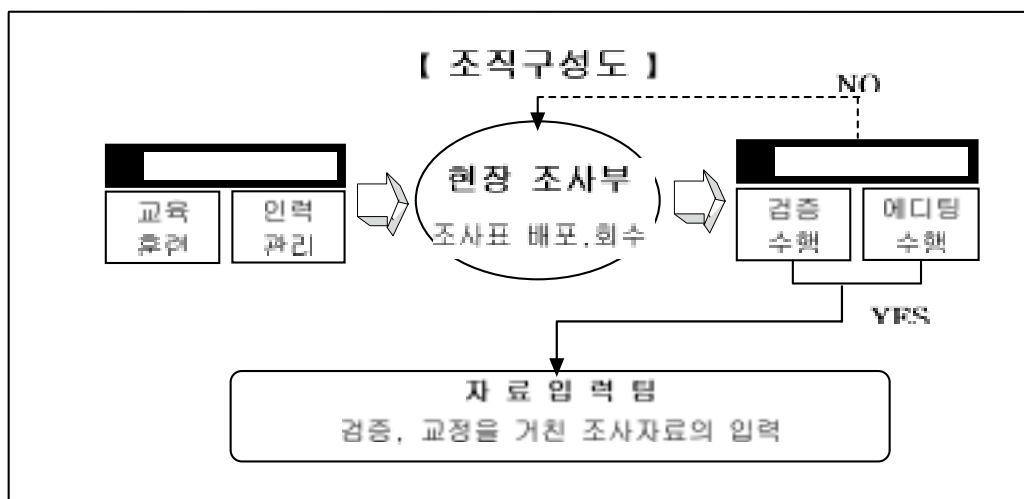 【 조직구성도 】
NO
현장 조사부
조사표 배포,회수
교육
훈련
인력
관리
검증
수행
에디팅
수행
YES
자 료 입 력 팀
검증, 교정을 거친 조사자료의 입력